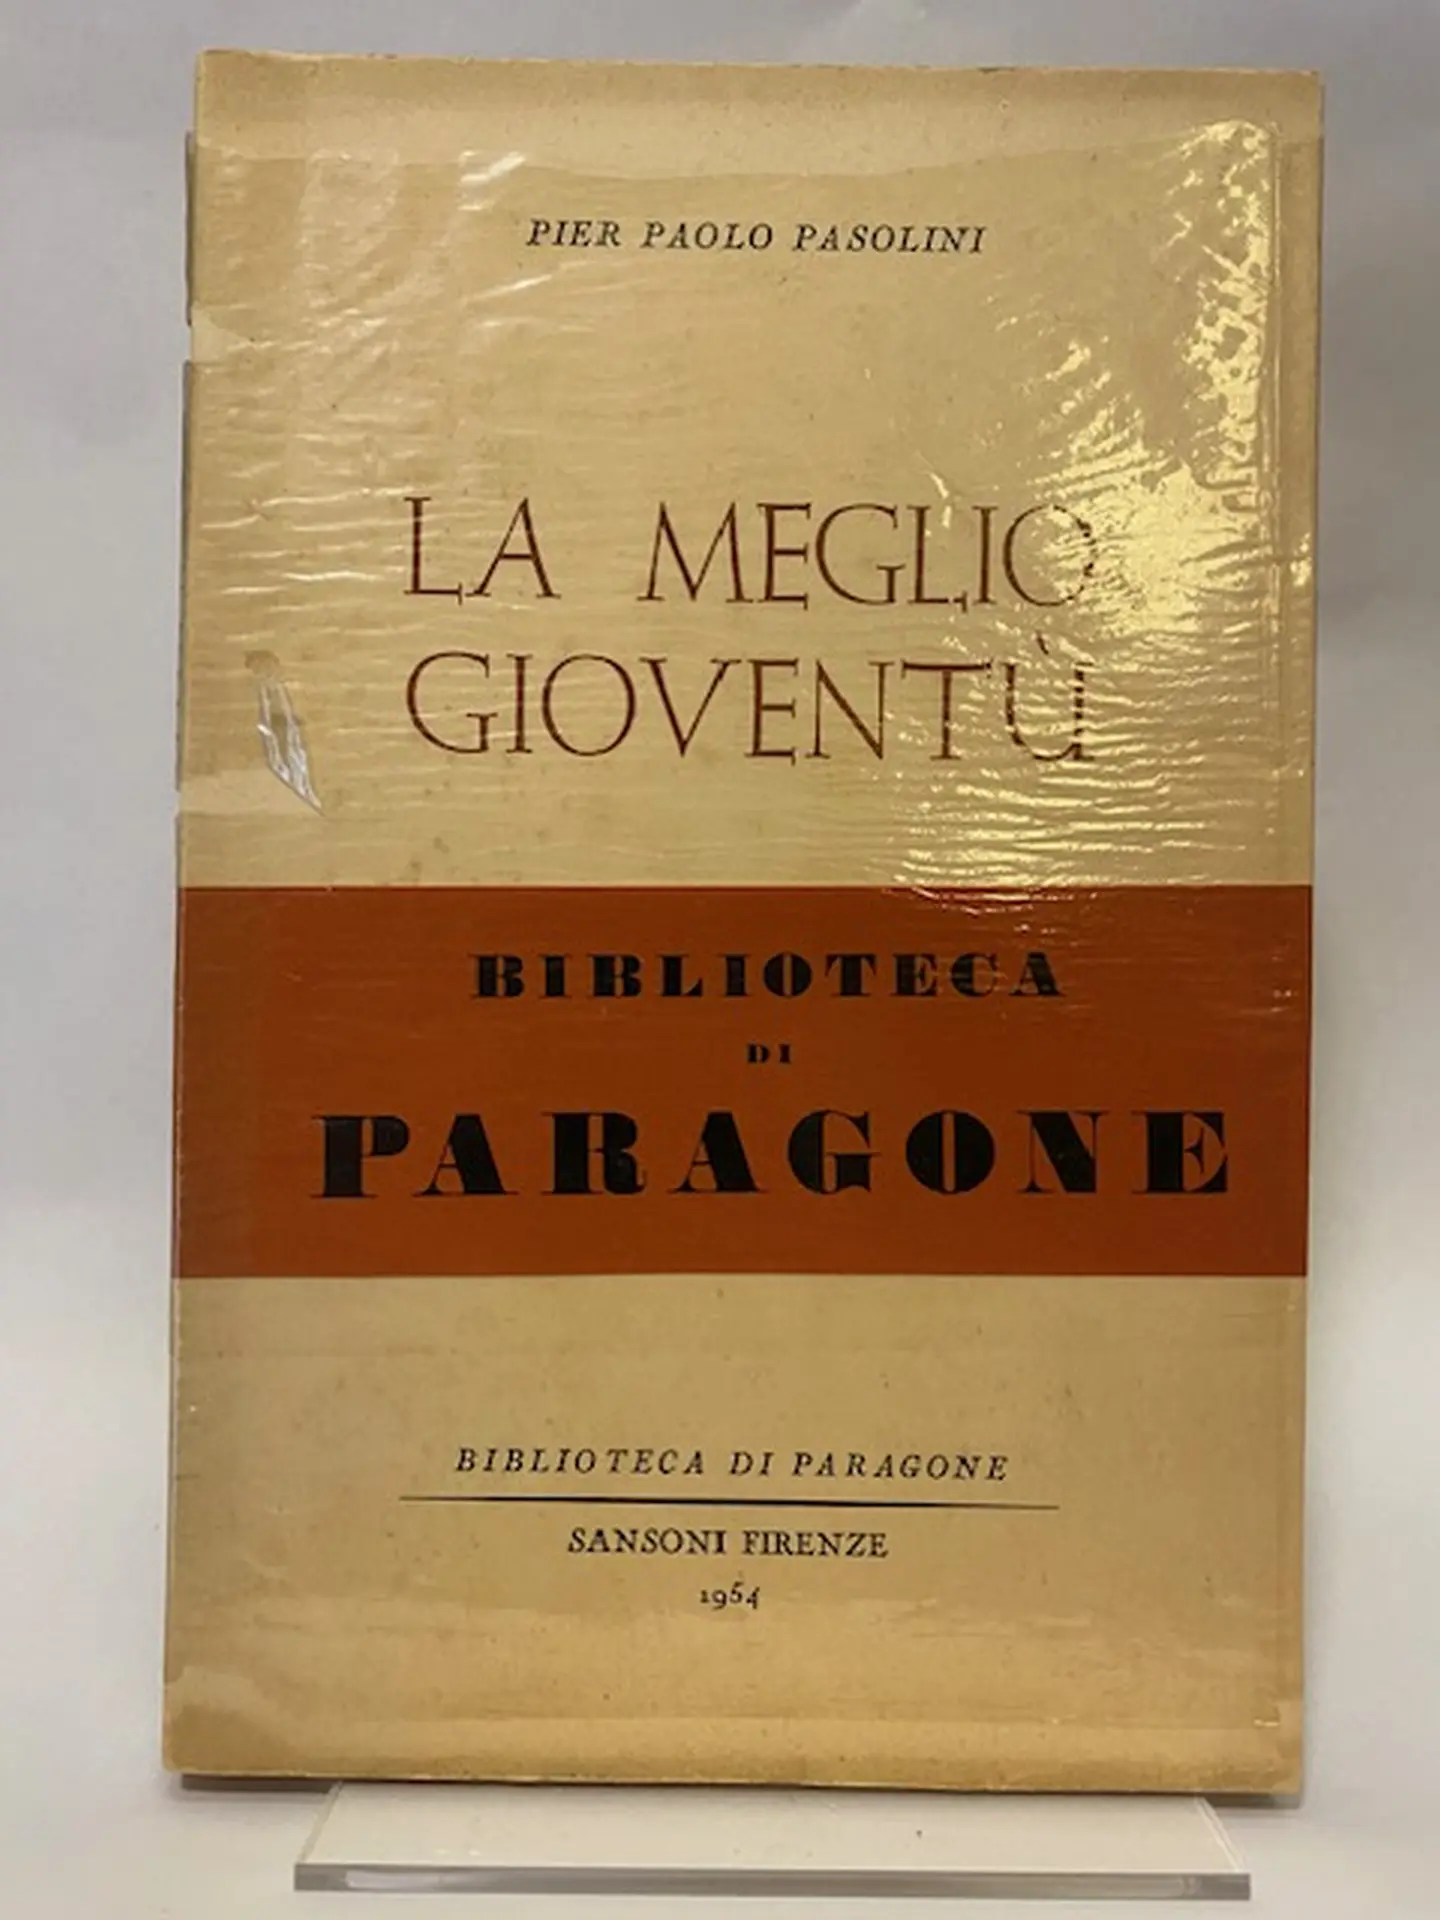 PIER PAOLO PASOLINI
LA MEGLIO
GIOVENTÙ
BIBLIOTECA
DI
PARAGONE
BIBLIOTECA DI PARAGONE
SANSONI FIRENZE
1954